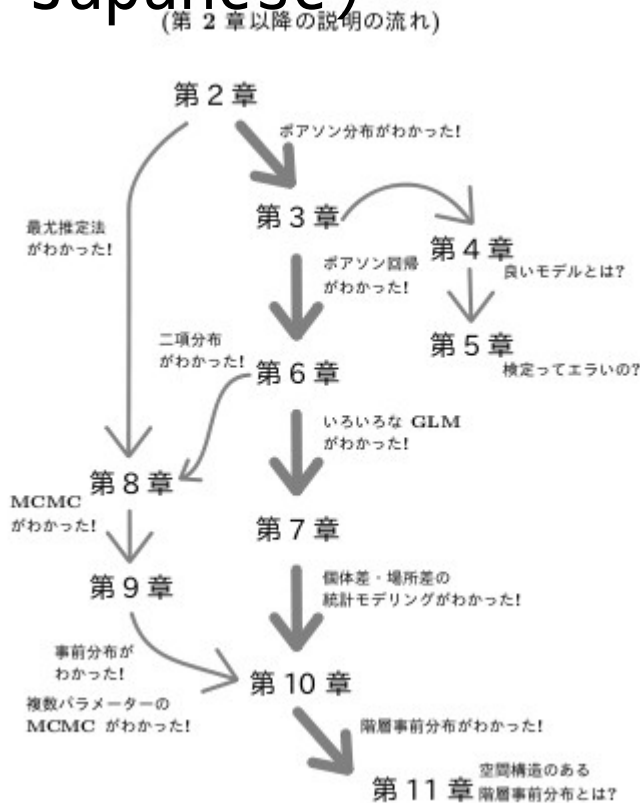 Japanese)
(第 2 章以降の説明の流れ)
第 2 章
ポアソン分布がわかった!
第 3 章
最尤推定法
がわかった!
第 4 章
良いモデルとは?
ポアソン回帰
がわかった!
第 5 章
検定ってエラいの?
二項分布
がわかった!
第 6 章
いろいろな GLM
がわかった!
第 8 章
MCMC
がわかった!
第 7 章
第 9 章
個体差・場所差の
統計モデリングがわかった!
事前分布が
わかった!
第 10 章
複数パラメーターの
MCMC がわかった!
階層事前分布がわかった!
第 11 章
空間構造のある
階層事前分布とは?